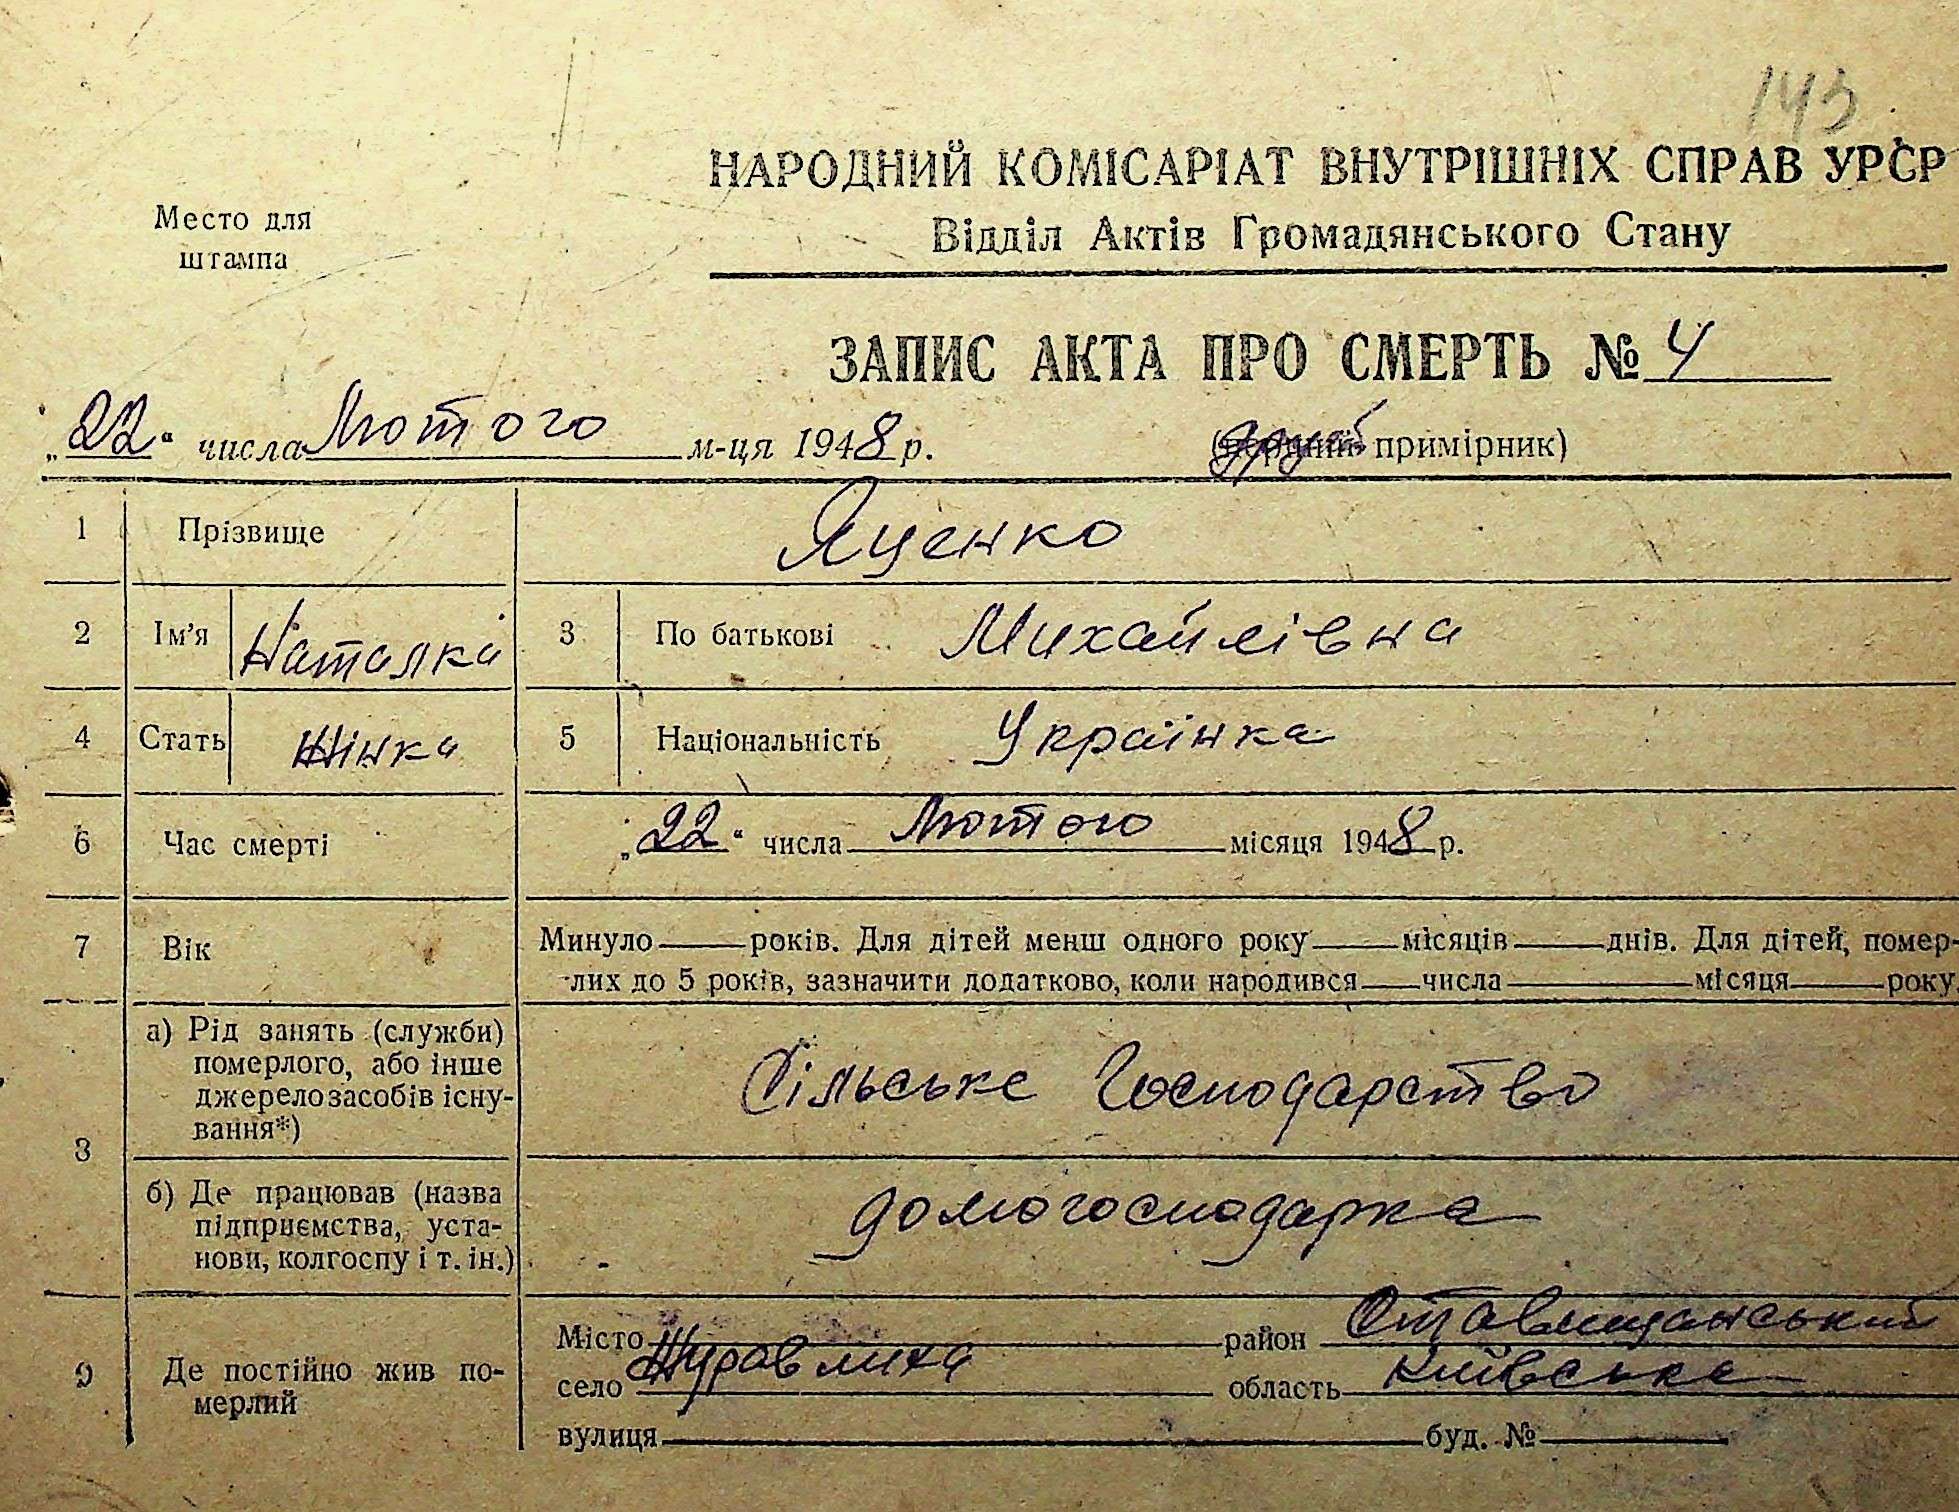 143
НАРОДНИЙ КОМІСАРІАТ ВНУТРІШНІХ СПРАВ УРСР
Место для
штампа
Відділ Актів Громадянського Стану
ЗАПИС АКТА ПРО СМЕРТЬ № 4
„22“ числа Лютого м-ця 1948 р. (другий примірник)
1 Прізвище Яценко
2 Ім’я Наталка 3 По батькові Михайлівна
4 Стать Жінка 5 Національність Українка
6 Час смерті „22“ числа Лютого місяця 1948 р.
7 Вік Минуло — років. Для дітей менш одного року — місяців — днів. Для дітей, помер-
лих до 5 років, зазначити додатково, коли народився — числа — місяця — року.
8 а) Рід занять (служби)
померлого, або інше
джерело засобів існу-
вання*)
Сільське Господарство
б) Де працював (назва
підприємства, уста-
нови, колгоспу і т. ін.)
домогосподарка
9 Де постійно жив по-
мерлий
Місто район Ставищанський
село Журавлиха область Київська
вулиця буд. №